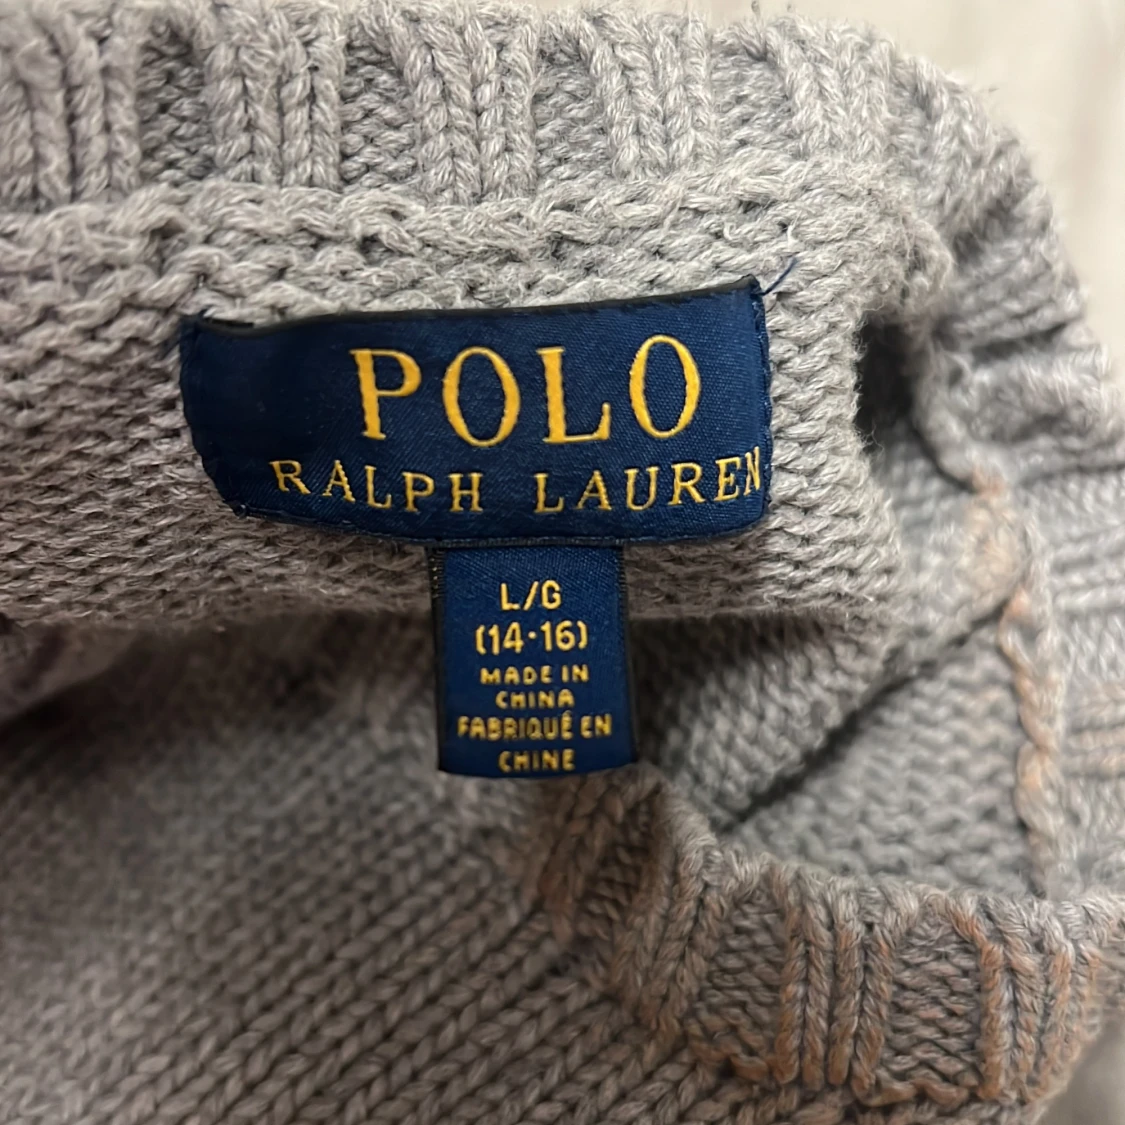 POLO
RALPH LAUREN
L/G
(14·16)
MADE IN
CHINA
FABRIQUÉ EN
CHINE